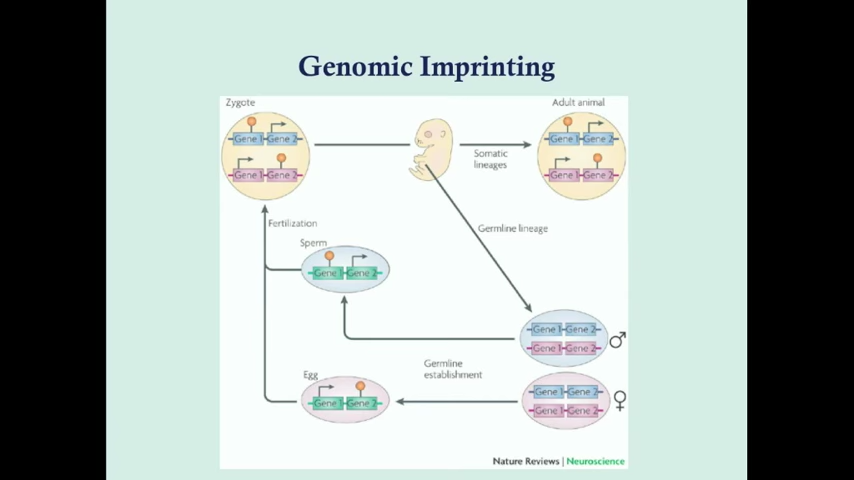 Genomic Imprinting
Zygote
Adult animal
Gene 1 Gene 2
Gene 1 Gene 2
Somatic
lineages
Gene 1 Gene 2
Gene 1 Gene 2
Fertilization
Germline lineage
Sperm
Gene 1 Gene 2
Gene 1 Gene 2
Gene 1 Gene 2
♂
Germline
establishment
Egg
Gene 1 Gene 2
Gene 1 Gene 2
Gene 1 Gene 2
♀
Nature Reviews | Neuroscience